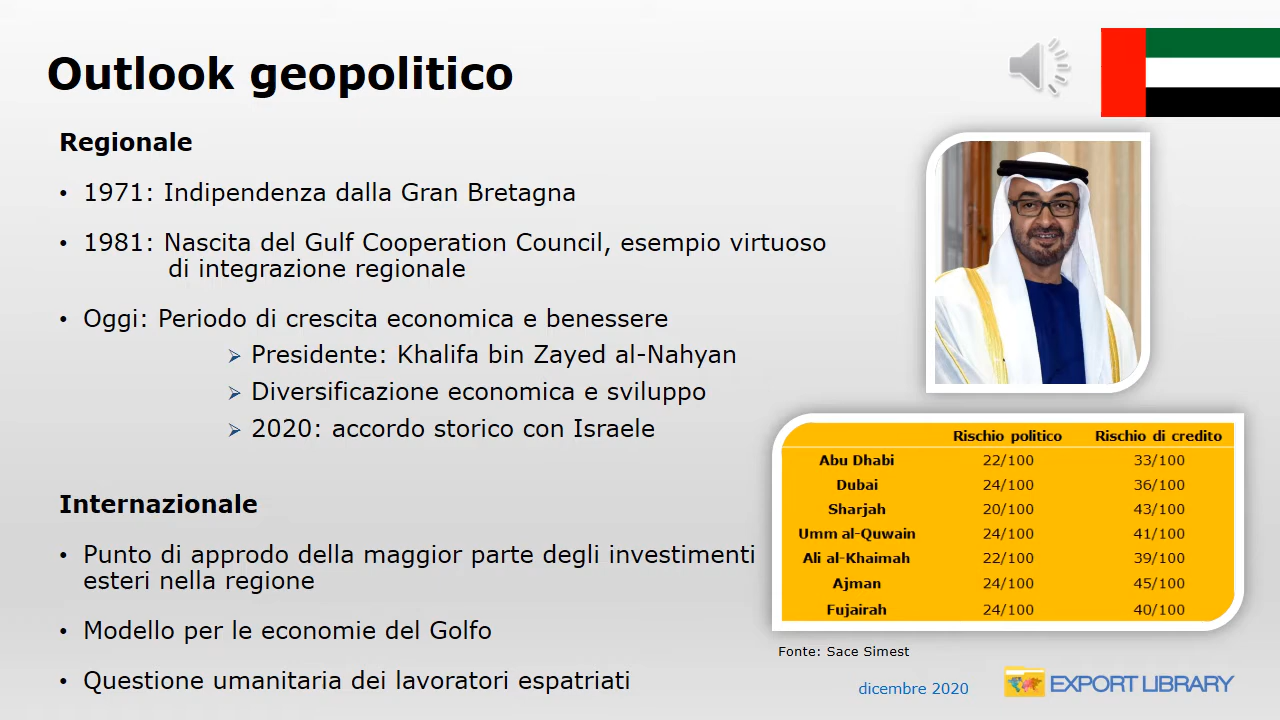 Outlook geopolitico
Regionale
• 1971: Indipendenza dalla Gran Bretagna
• 1981: Nascita del Gulf Cooperation Council, esempio virtuoso
di integrazione regionale
• Oggi: Periodo di crescita economica e benessere
➢ Presidente: Khalifa bin Zayed al-Nahyan
➢ Diversificazione economica e sviluppo
➢ 2020: accordo storico con Israele
Internazionale
• Punto di approdo della maggior parte degli investimenti
esteri nella regione
• Modello per le economie del Golfo
• Questione umanitaria dei lavoratori espatriati
Rischio politico Rischio di credito
Abu Dhabi 22/100 33/100
Dubai 24/100 36/100
Sharjah 20/100 43/100
Umm al-Quwain 24/100 41/100
Ali al-Khaimah 22/100 39/100
Ajman 24/100 45/100
Fujairah 24/100 40/100
Fonte: Sace Simest
dicembre 2020
EXPORT LIBRARY